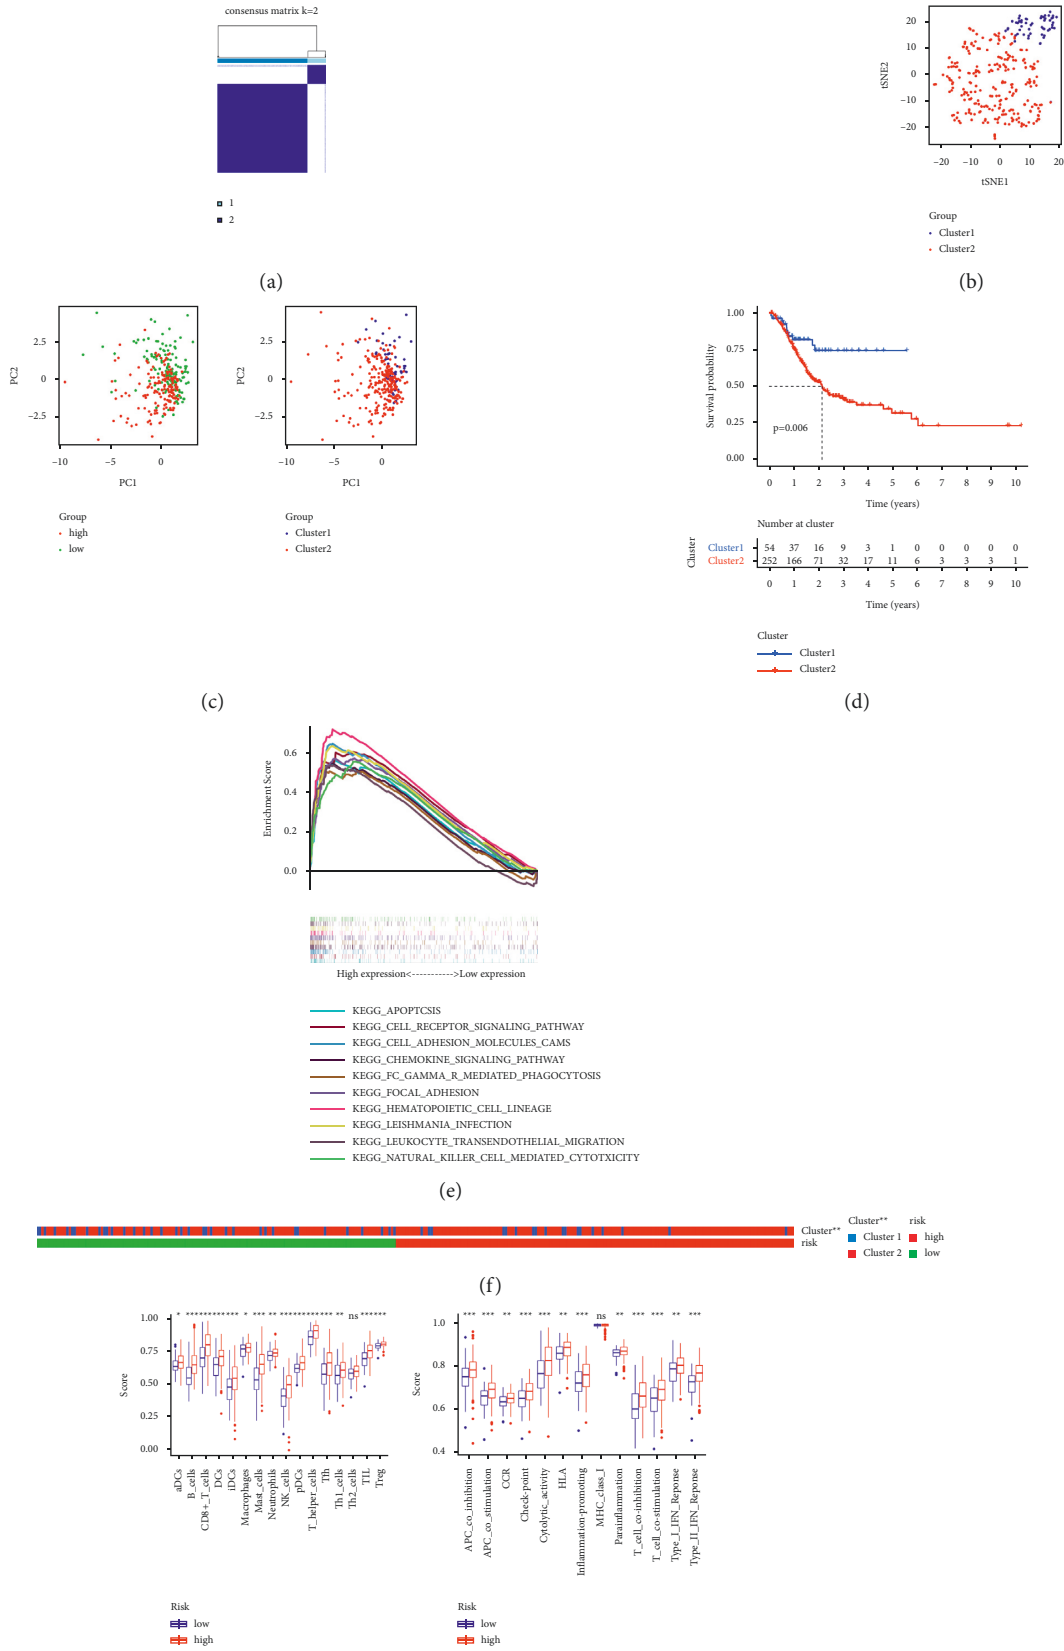 consensus matrix k=2
1
2
(a)
tSNE2
20
10
0
−10
−20
−20 −10 0 10 20
tSNE1
Group
Cluster1
Cluster2
(b)
PC2
2.5
0
−2.5
−10 −5 0
PC1
Group
high
low
PC2
2.5
0
−2.5
−10 −5 0
PC1
Group
Cluster1
Cluster2
(c)
Survival probability
1.00
0.75
0.50
0.25
0.00
p=0.006
0 1 2 3 4 5 6 7 8 9 10
Time (years)
Number at cluster
Cluster
Cluster1 54 37 16 9 3 1 0 0 0 0 0
Cluster2 252 166 71 32 17 11 6 3 3 3 1
0 1 2 3 4 5 6 7 8 9 10
Time (years)
Cluster
Cluster1
Cluster2
(d)
Enrichment Score
0.6
0.4
0.2
0.0
High expression<----------->Low expression
KEGG_APOPTCSIS
KEGG_CELL_RECEPTOR_SIGNALING_PATHWAY
KEGG_CELL_ADHESION_MOLECULES_CAMS
KEGG_CHEMOKINE_SIGNALING_PATHWAY
KEGG_FC_GAMMA_R_MEDIATED_PHAGOCYTOSIS
KEGG_FOCAL_ADHESION
KEGG_HEMATOPOIETIC_CELL_LINEAGE
KEGG_LEISHMANIA_INFECTION
KEGG_LEUKOCYTE_TRANSENDOTHELIAL_MIGRATION
KEGG_NATURAL_KILLER_CELL_MEDIATED_CYTOTXICITY
(e)
Cluster**
risk
Cluster**
Cluster 1
Cluster 2
risk
high
low
(f)
Score
1.00
0.75
0.50
0.25
0.00
* *** *** *** *** * *** ** *** *** *** *** ** ns *** ***
aDCs
B_cells
CD8+_T_cells
DCs
iDCs
Macrophages
Mast_cells
Neutrophils
NK_cells
pDCs
T_helper_cells
Tfh
Th1_cells
Th2_cells
TIL
Treg
Risk
low
high
Score
1.0
0.8
0.6
0.4
*** *** ** *** *** ** *** ns ** *** *** ** ***
APC_co_inhibition
APC_co_stimulation
CCR
Check-point
Cytolytic_activity
HLA
Inflammation-promoting
MHC_class_I
Parainflammation
T_cell_co-inhibition
T_cell_co-stimulation
Type_I_IFN_Reponse
Type_II_IFN_Reponse
Risk
low
high